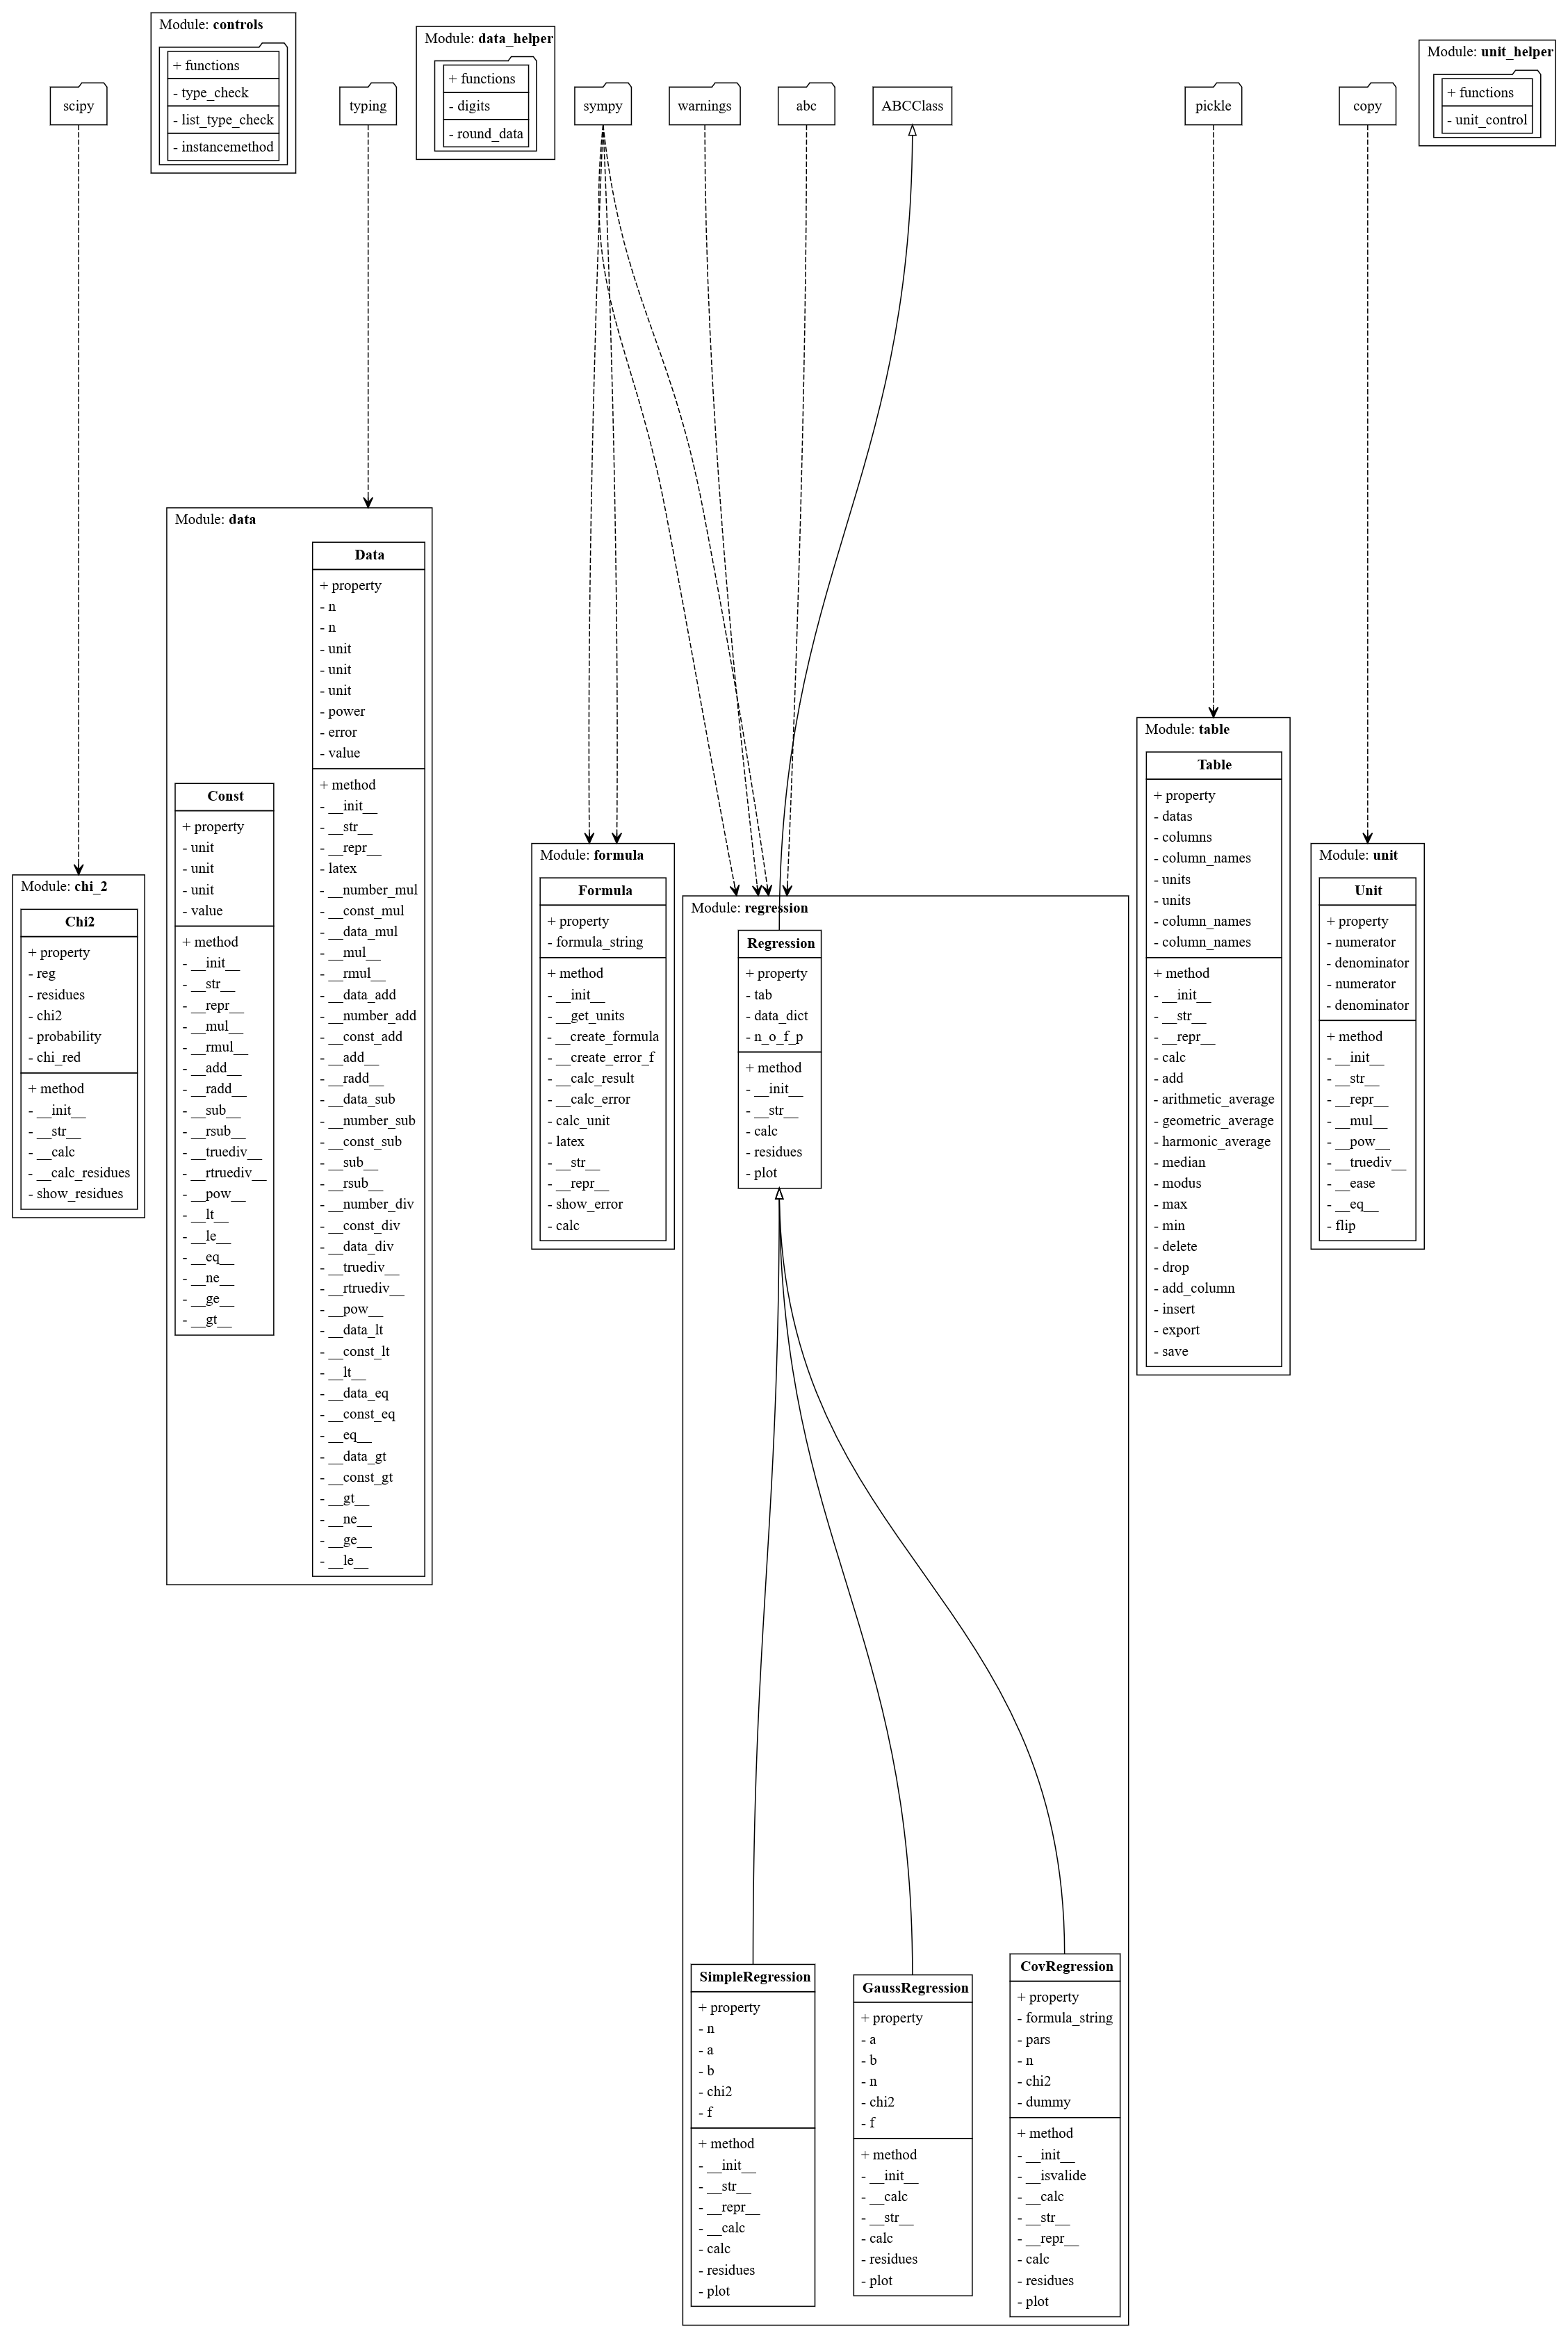 Module: controls
+ functions
- type_check
- list_type_check
- instancemethod
Module: data_helper
+ functions
- digits
- round_data
Module: unit_helper
+ functions
- unit_control
scipy
typing
sympy
warnings
abc
ABCClass
pickle
copy
Module: chi_2
Chi2
+ property
- reg
- residues
- chi2
- probability
- chi_red
+ method
- __init__
- __str__
- __calc
- __calc_residues
- show_residues
Module: data
Const
+ property
- unit
- unit
- unit
- value
+ method
- __init__
- __str__
- __repr__
- __mul__
- __rmul__
- __add__
- __radd__
- __sub__
- __rsub__
- __truediv__
- __rtruediv__
- __pow__
- __lt__
- __le__
- __eq__
- __ne__
- __ge__
- __gt__
Data
+ property
- n
- n
- unit
- unit
- unit
- power
- error
- value
+ method
- __init__
- __str__
- __repr__
- latex
- __number_mul
- __const_mul
- __data_mul
- __mul__
- __rmul__
- __data_add
- __number_add
- __const_add
- __add__
- __radd__
- __data_sub
- __number_sub
- __const_sub
- __sub__
- __rsub__
- __number_div
- __const_div
- __data_div
- __truediv__
- __rtruediv__
- __pow__
- __data_lt
- __const_lt
- __lt__
- __data_eq
- __const_eq
- __eq__
- __data_gt
- __const_gt
- __gt__
- __ne__
- __ge__
- __le__
Module: formula
Formula
+ property
- formula_string
+ method
- __init__
- __get_units
- __create_formula
- __create_error_f
- __calc_result
- __calc_error
- calc_unit
- latex
- __str__
- __repr__
- show_error
- calc
Module: regression
Regression
+ property
- tab
- data_dict
- n_o_f_p
+ method
- __init__
- __str__
- calc
- residues
- plot
SimpleRegression
+ property
- n
- a
- b
- chi2
- f
+ method
- __init__
- __str__
- __repr__
- __calc
- calc
- residues
- plot
GaussRegression
+ property
- a
- b
- n
- chi2
- f
+ method
- __init__
- __calc
- __str__
- calc
- residues
- plot
CovRegression
+ property
- formula_string
- pars
- n
- chi2
- dummy
+ method
- __init__
- __isvalide
- __calc
- __str__
- __repr__
- calc
- residues
- plot
Module: table
Table
+ property
- datas
- columns
- column_names
- units
- units
- column_names
- column_names
+ method
- __init__
- __str__
- __repr__
- calc
- add
- arithmetic_average
- geometric_average
- harmonic_average
- median
- modus
- max
- min
- delete
- drop
- add_column
- insert
- export
- save
Module: unit
Unit
+ property
- numerator
- denominator
- numerator
- denominator
+ method
- __init__
- __str__
- __repr__
- __mul__
- __pow__
- __truediv__
- __ease
- __eq__
- flip